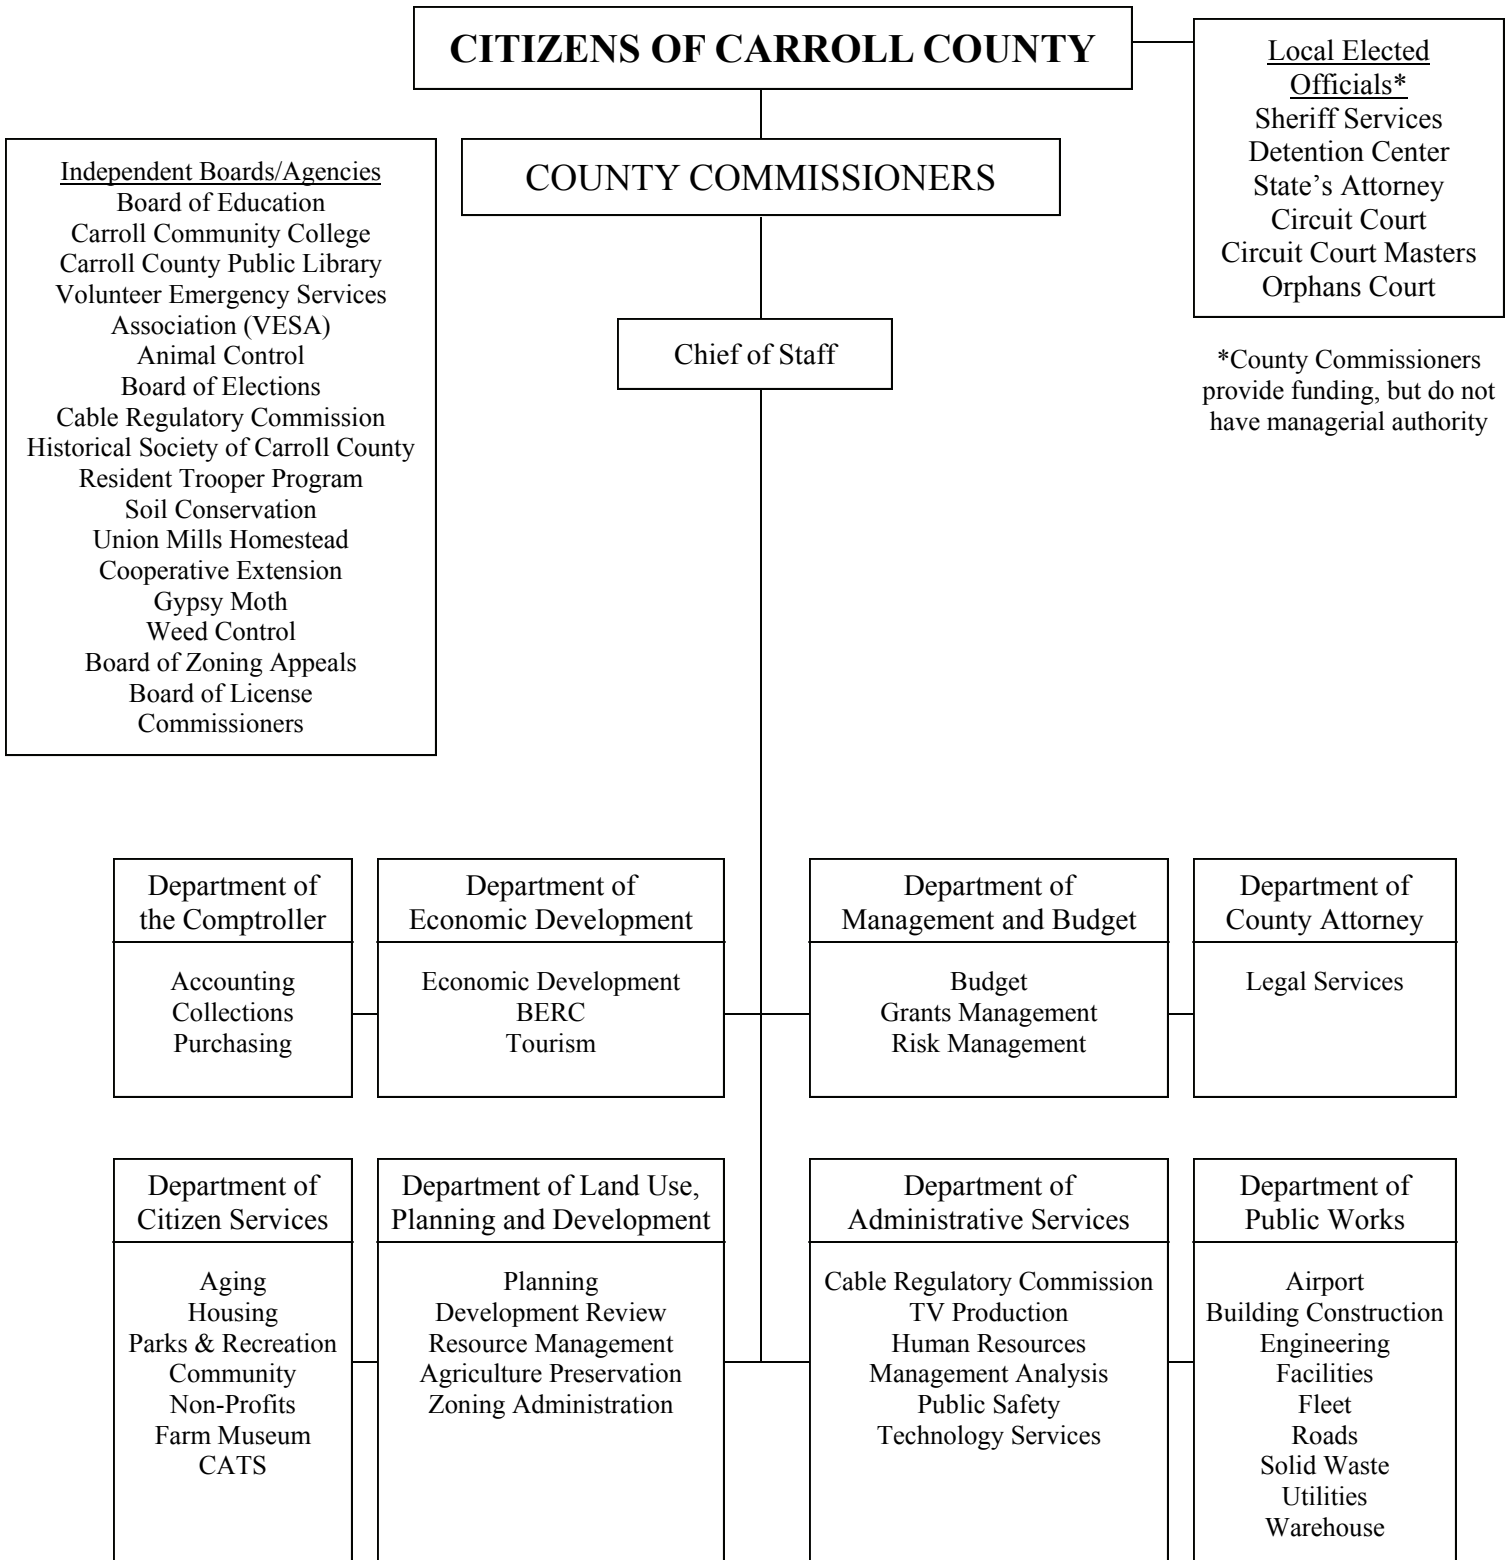 CITIZENS OF CARROLL COUNTY
Local Elected
Officials*
Sheriff Services
Detention Center
State’s Attorney
Circuit Court
Circuit Court Masters
Orphans Court
*County Commissioners
provide funding, but do not
have managerial authority
COUNTY COMMISSIONERS
Independent Boards/Agencies
Board of Education
Carroll Community College
Carroll County Public Library
Volunteer Emergency Services
Association (VESA)
Animal Control
Board of Elections
Cable Regulatory Commission
Historical Society of Carroll County
Resident Trooper Program
Soil Conservation
Union Mills Homestead
Cooperative Extension
Gypsy Moth
Weed Control
Board of Zoning Appeals
Board of License
Commissioners
Chief of Staff
Department of
the Comptroller
Accounting
Collections
Purchasing
Department of
Economic Development
Economic Development
BERC
Tourism
Department of
Management and Budget
Budget
Grants Management
Risk Management
Department of
County Attorney
Legal Services
Department of
Citizen Services
Aging
Housing
Parks & Recreation
Community
Non-Profits
Farm Museum
CATS
Department of Land Use,
Planning and Development
Planning
Development Review
Resource Management
Agriculture Preservation
Zoning Administration
Department of
Administrative Services
Cable Regulatory Commission
TV Production
Human Resources
Management Analysis
Public Safety
Technology Services
Department of
Public Works
Airport
Building Construction
Engineering
Facilities
Fleet
Roads
Solid Waste
Utilities
Warehouse